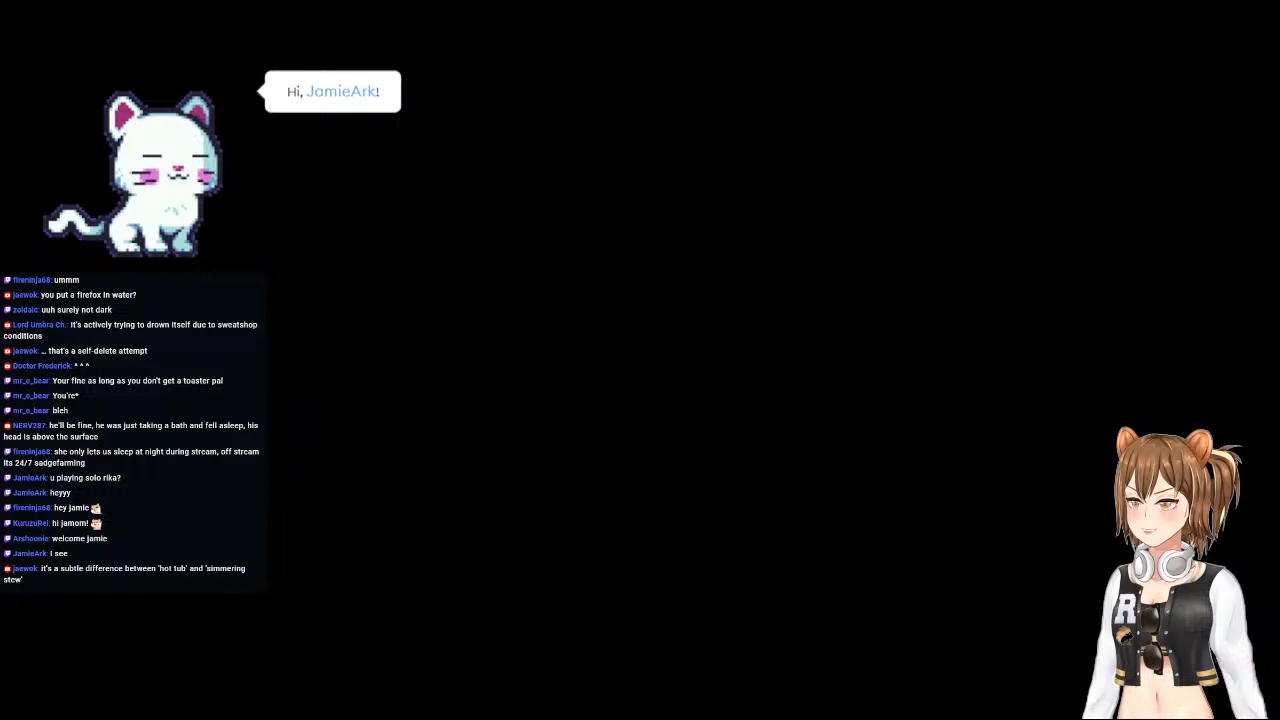 Hi, JamieArk!
fireninja68: ummm
jaewok: you put a firefox in water?
zoldaic: uuh surely not dark
Lord Umbra Ch.: It's actively trying to drown itself due to sweatshop
conditions
jaewok: ... that's a self-delete attempt
Doctor Frederick: ^ ^ ^
mr_e_bear: Your fine as long as you don't get a toaster pal
mr_e_bear: You're*
mr_e_bear: bleh
NERV287: he'll be fine, he was just taking a bath and fell asleep, his
head is above the surface
fireninja68: she only lets us sleep at night during stream, off stream
its 24/7 sadgefarming
JamieArk: u playing solo rika?
JamieArk: heyyy
fireninja68: hey jamie
KuruzuRei: hi jamom!
Arshoonie: welcome jamie
JamieArk: I see
jaewok: it's a subtle difference between 'hot tub' and 'simmering
stew'
R